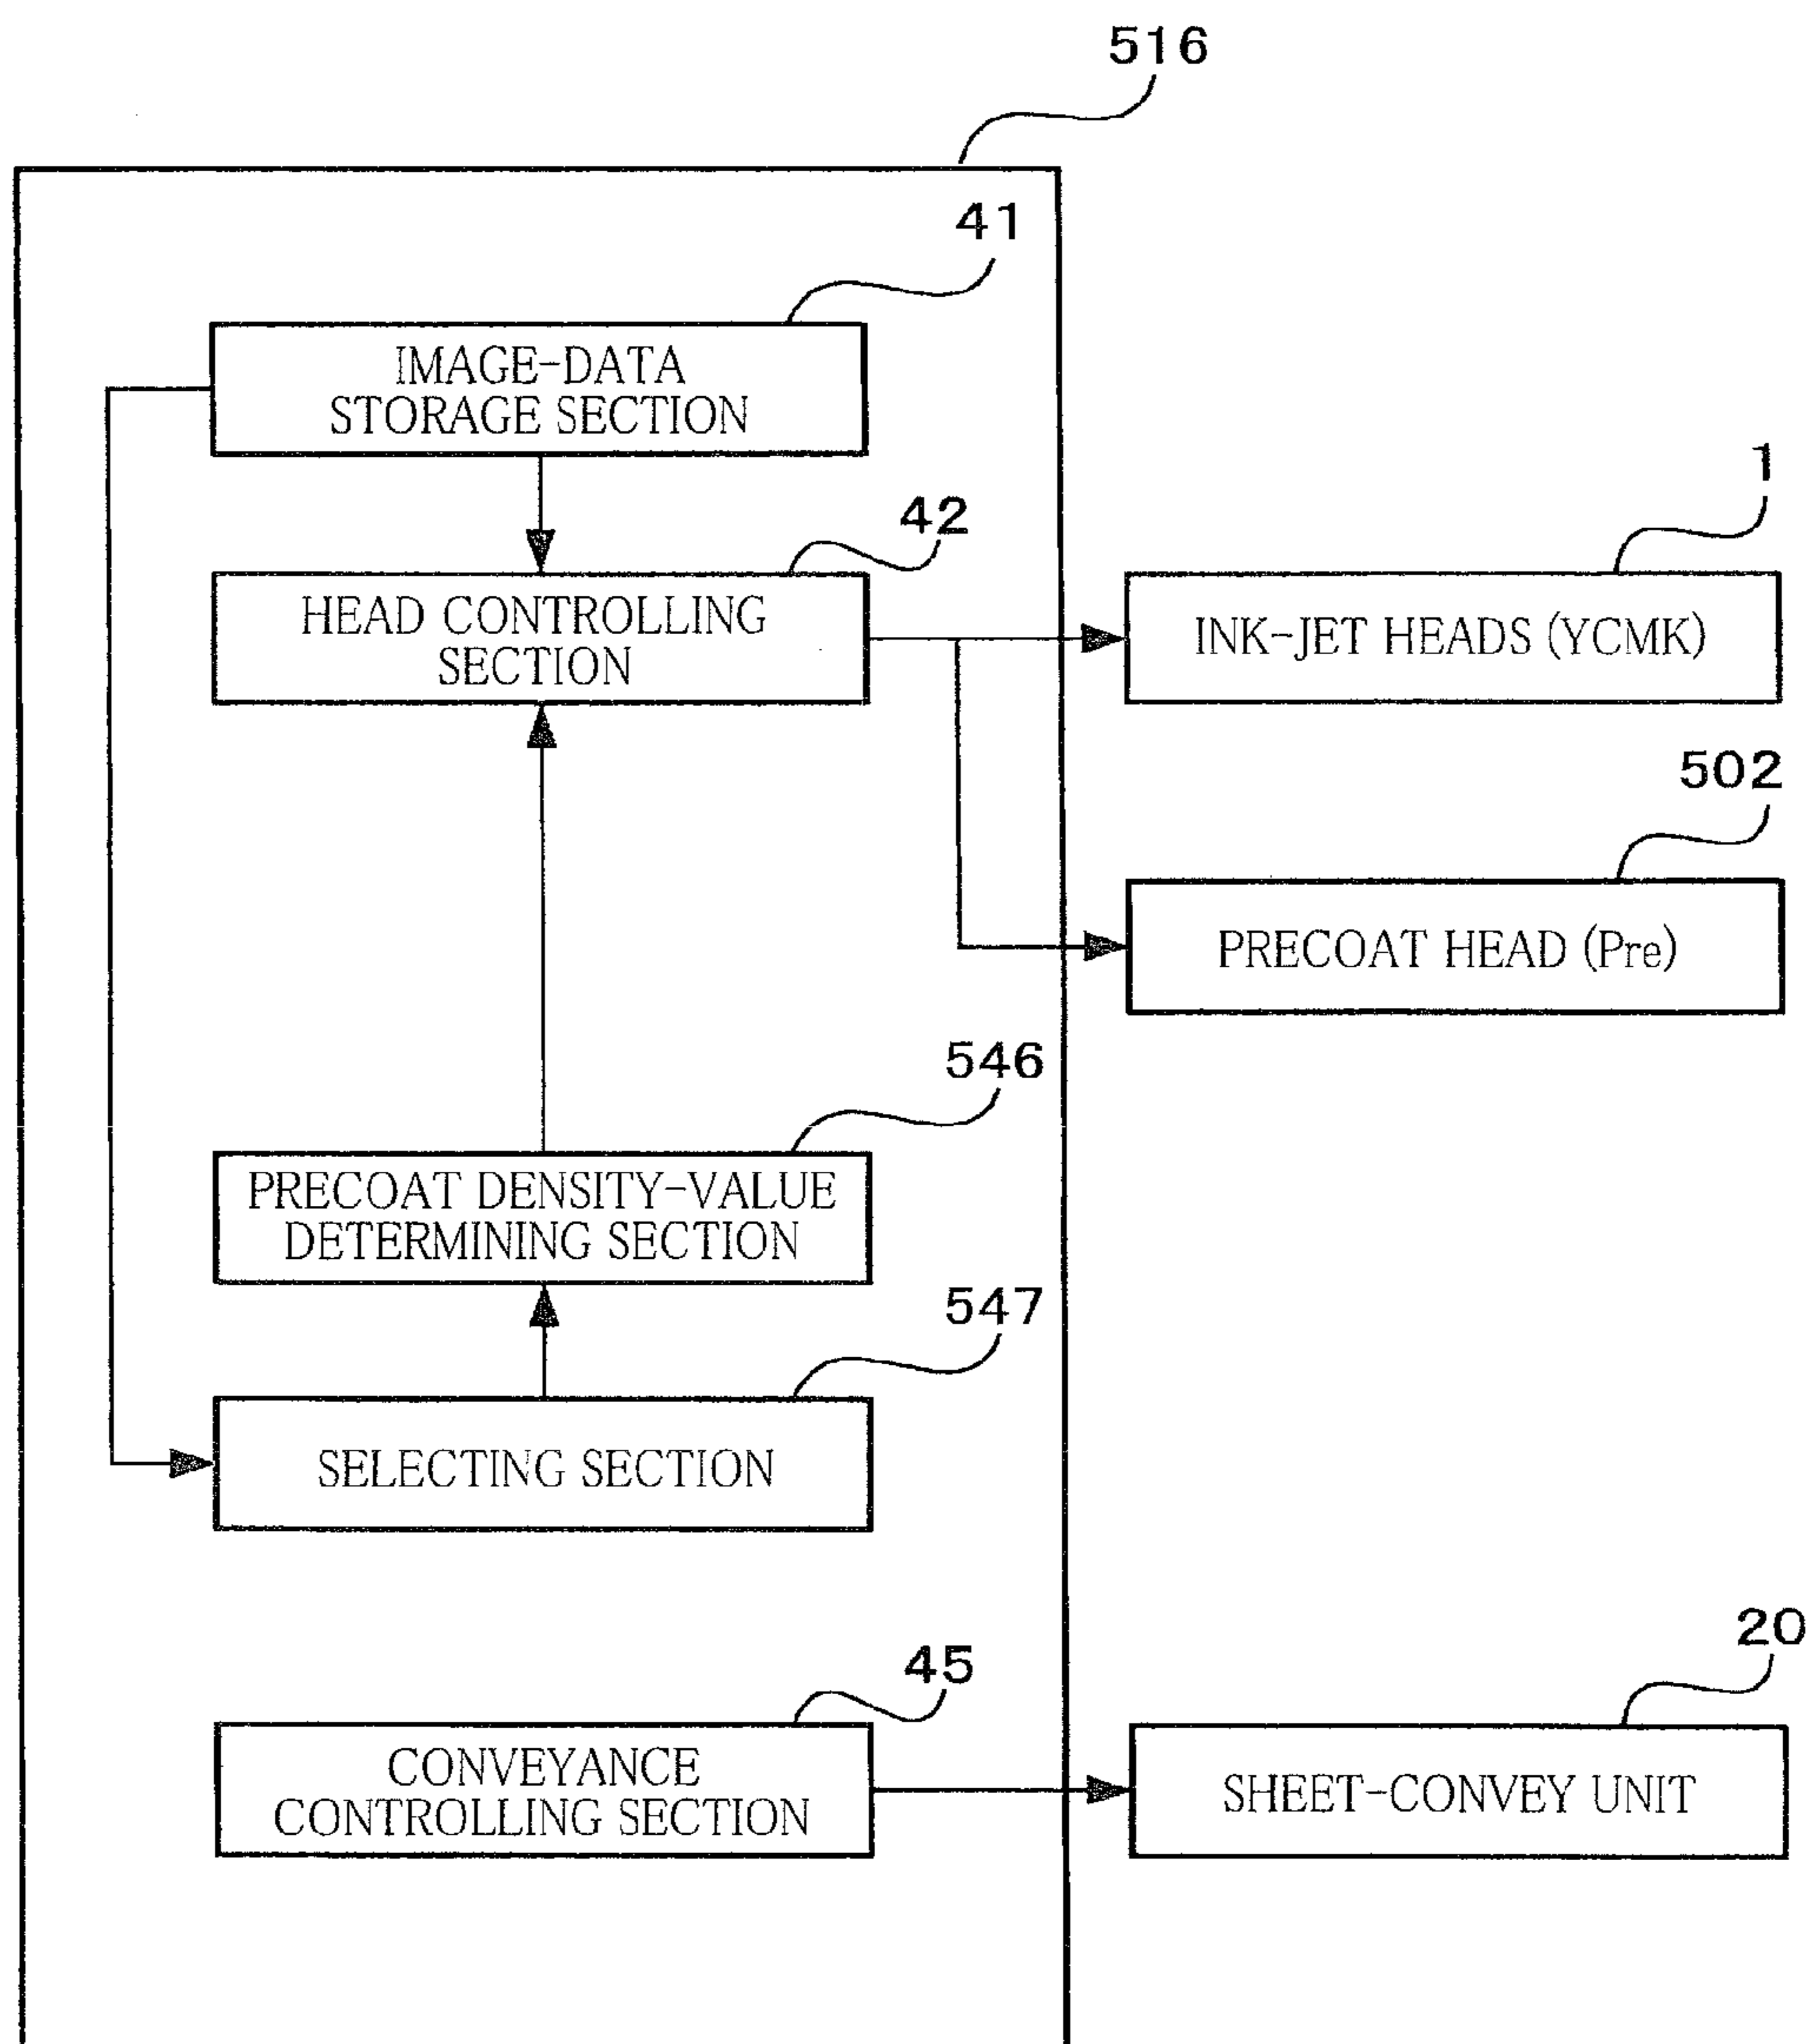 516
41
IMAGE-DATA
STORAGE SECTION
42
HEAD CONTROLLING
SECTION
1
INK-JET HEADS (YCMK)
502
PRECOAT HEAD (Pre)
546
PRECOAT DENSITY-VALUE
DETERMINING SECTION
547
SELECTING SECTION
45
CONVEYANCE
CONTROLLING SECTION
20
SHEET-CONVEY UNIT